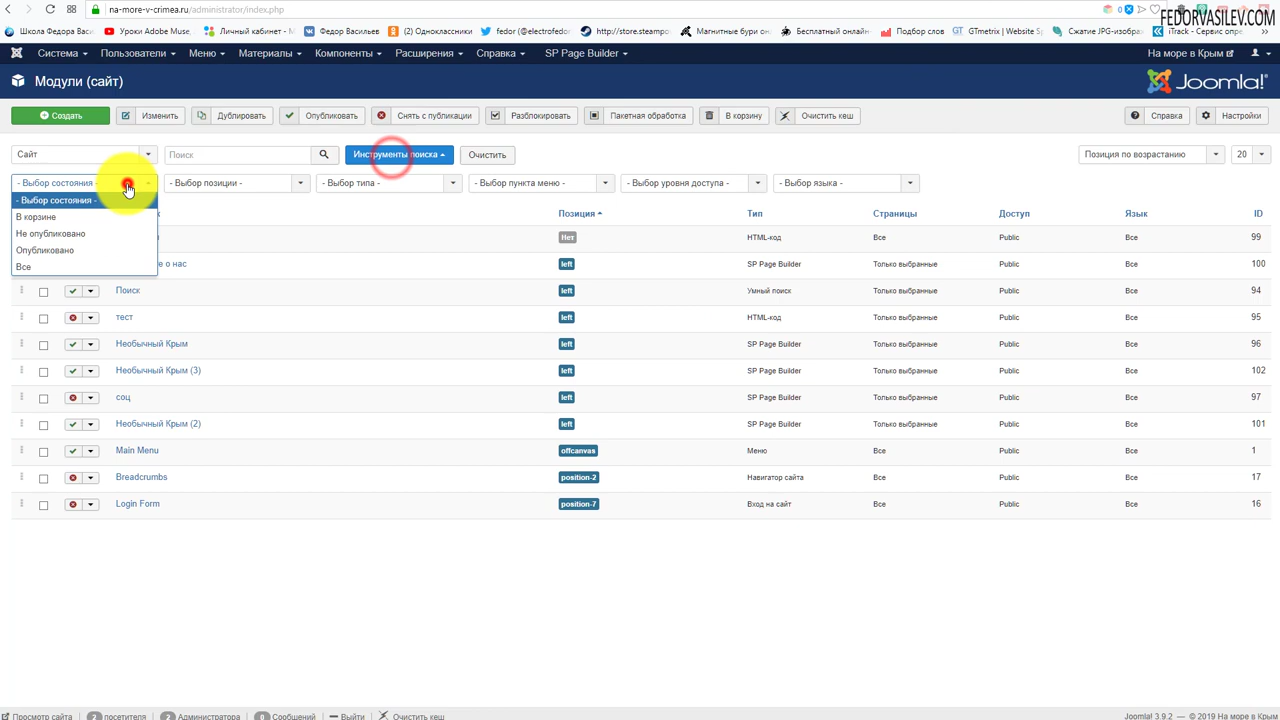 na-more-v-crimea.ru/administrator/index.php
FEDORVASILEV.COM
Школа Федора Васи
Уроки Adobe Muse,
Личный кабинет -
Федор Васильев
(2) Одноклассники
fedor (@electrofedor)
http://store.steampo
Магнитные бури он
Бесплатный онлайн
Подбор слов
GTmetrix | Website S
Сжатие JPG-изобра
iTrack - Сервис опре
Система
Пользователи
Меню
Материалы
Компоненты
Расширения
Справка
SP Page Builder
На море в Крым
Модули (сайт)
Joomla!
Создать
Изменить
Дублировать
Опубликовать
Снять с публикации
Разблокировать
Пакетная обработка
В корзину
Очистить кеш
Справка
Настройки
Сайт
Поиск
Инструменты поиска
Очистить
Позиция по возрастанию
20
- Выбор состояния -
- Выбор позиции -
- Выбор типа -
- Выбор пункта меню -
- Выбор уровня доступа -
- Выбор языка -
- Выбор состояния -
В корзине
Не опубликовано
Опубликовано
Все
Позиция
Тип
Страницы
Доступ
Язык
ID
Нет
HTML-код
Все
Public
Все
99
е о нас
left
SP Page Builder
Только выбранные
Public
Все
100
Поиск
left
Умный поиск
Только выбранные
Public
Все
94
тест
left
HTML-код
Только выбранные
Public
Все
95
Необычный Крым
left
SP Page Builder
Только выбранные
Public
Все
96
Необычный Крым (3)
left
SP Page Builder
Только выбранные
Public
Все
102
соц
left
SP Page Builder
Только выбранные
Public
Все
97
Необычный Крым (2)
left
SP Page Builder
Только выбранные
Public
Все
101
Main Menu
offcanvas
Меню
Все
Public
Все
1
Breadcrumbs
position-2
Навигатор сайта
Все
Public
Все
17
Login Form
position-7
Вход на сайт
Все
Public
Все
16
Просмотр сайта
2
посетителя
2
Администратора
0
Сообщений
Выйти
Очистить кеш
Joomla! 3.9.2 — © 2019 На море в Крым